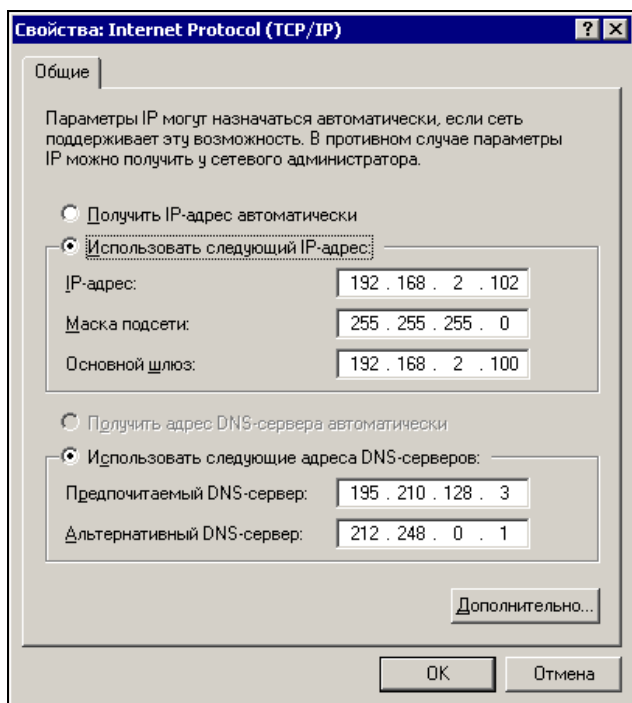 Свойства: Internet Protocol (TCP/IP)
Общие
Параметры IP могут назначаться автоматически, если сеть
поддерживает эту возможность. В противном случае параметры
IP можно получить у сетевого администратора.
Получить IP-адрес автоматически
Использовать следующий IP-адрес:
IP-адрес: 192 . 168 . 2 . 102
Маска подсети: 255 . 255 . 255 . 0
Основной шлюз: 192 . 168 . 2 . 100
Получить адрес DNS-сервера автоматически
Использовать следующие адреса DNS-серверов:
Предпочитаемый DNS-сервер: 195 . 210 . 128 . 3
Альтернативный DNS-сервер: 212 . 248 . 0 . 1
Дополнительно...
OK Отмена